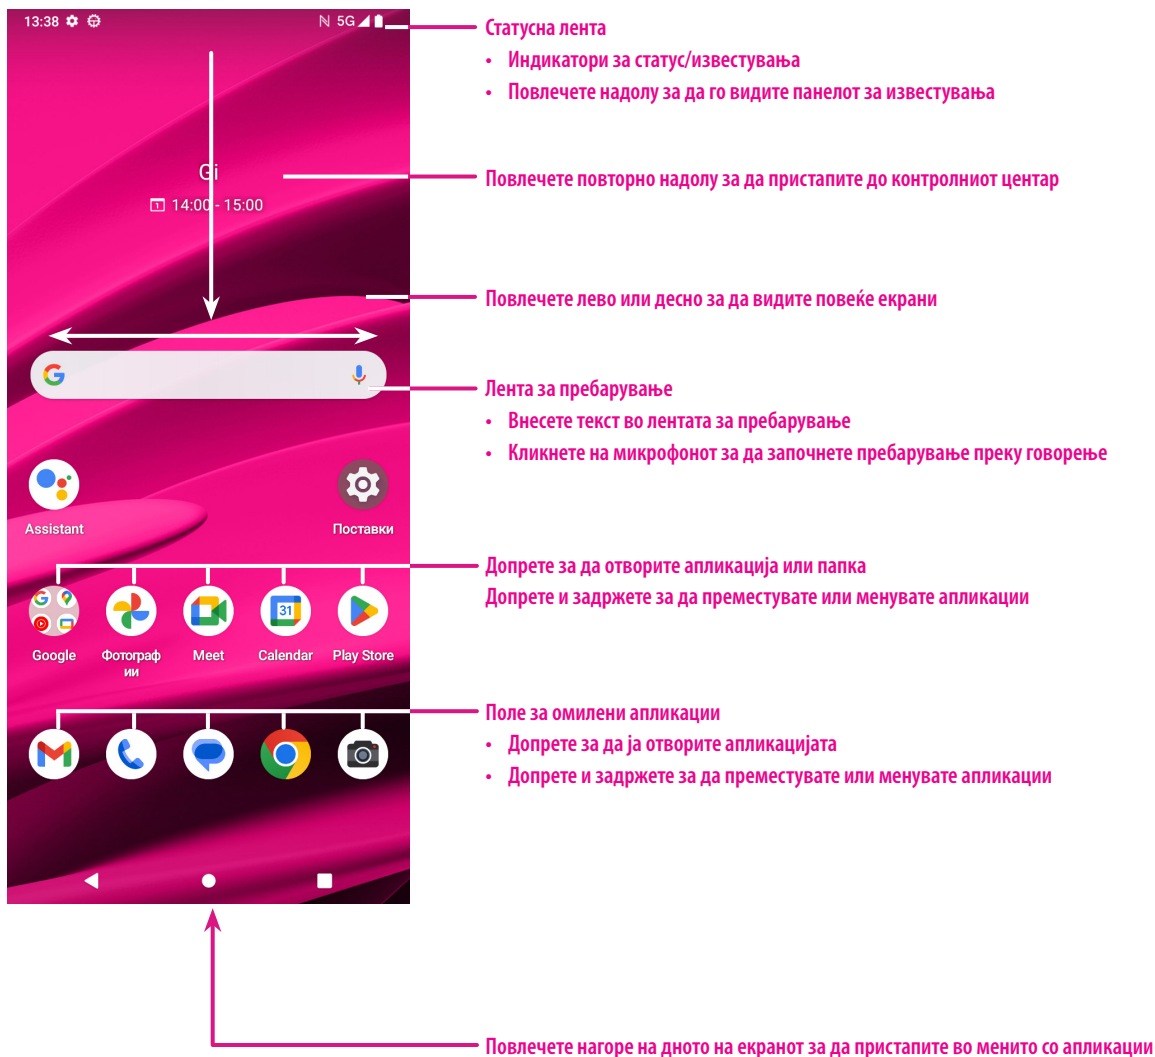 13:38
5G
Статусна лента
• Индикатори за статус/известувања
• Повлечете надолу за да го видите панелот за известувања
Gi
1 14:00 - 15:00
Повлечете повторно надолу за да пристапите до контролниот центар
Повлечете лево или десно за да видите повеќе екрани
Лента за пребарување
• Внесете текст во лентата за пребарување
• Кликнете на микрофонот за да започнете пребарување преку говорење
Assistant
Поставки
Допрете за да отворите апликација или папка
Допрете и задржете за да преместувате или менувате апликации
31
Google
Фотограф
ии
Meet
Calendar
Play Store
Поле за омилени апликации
• Допрете за да ја отворите апликацијата
• Допрете и задржете за да преместувате или менувате апликации
Повлечете нагоре на дното на екранот за да пристапите во менито со апликации